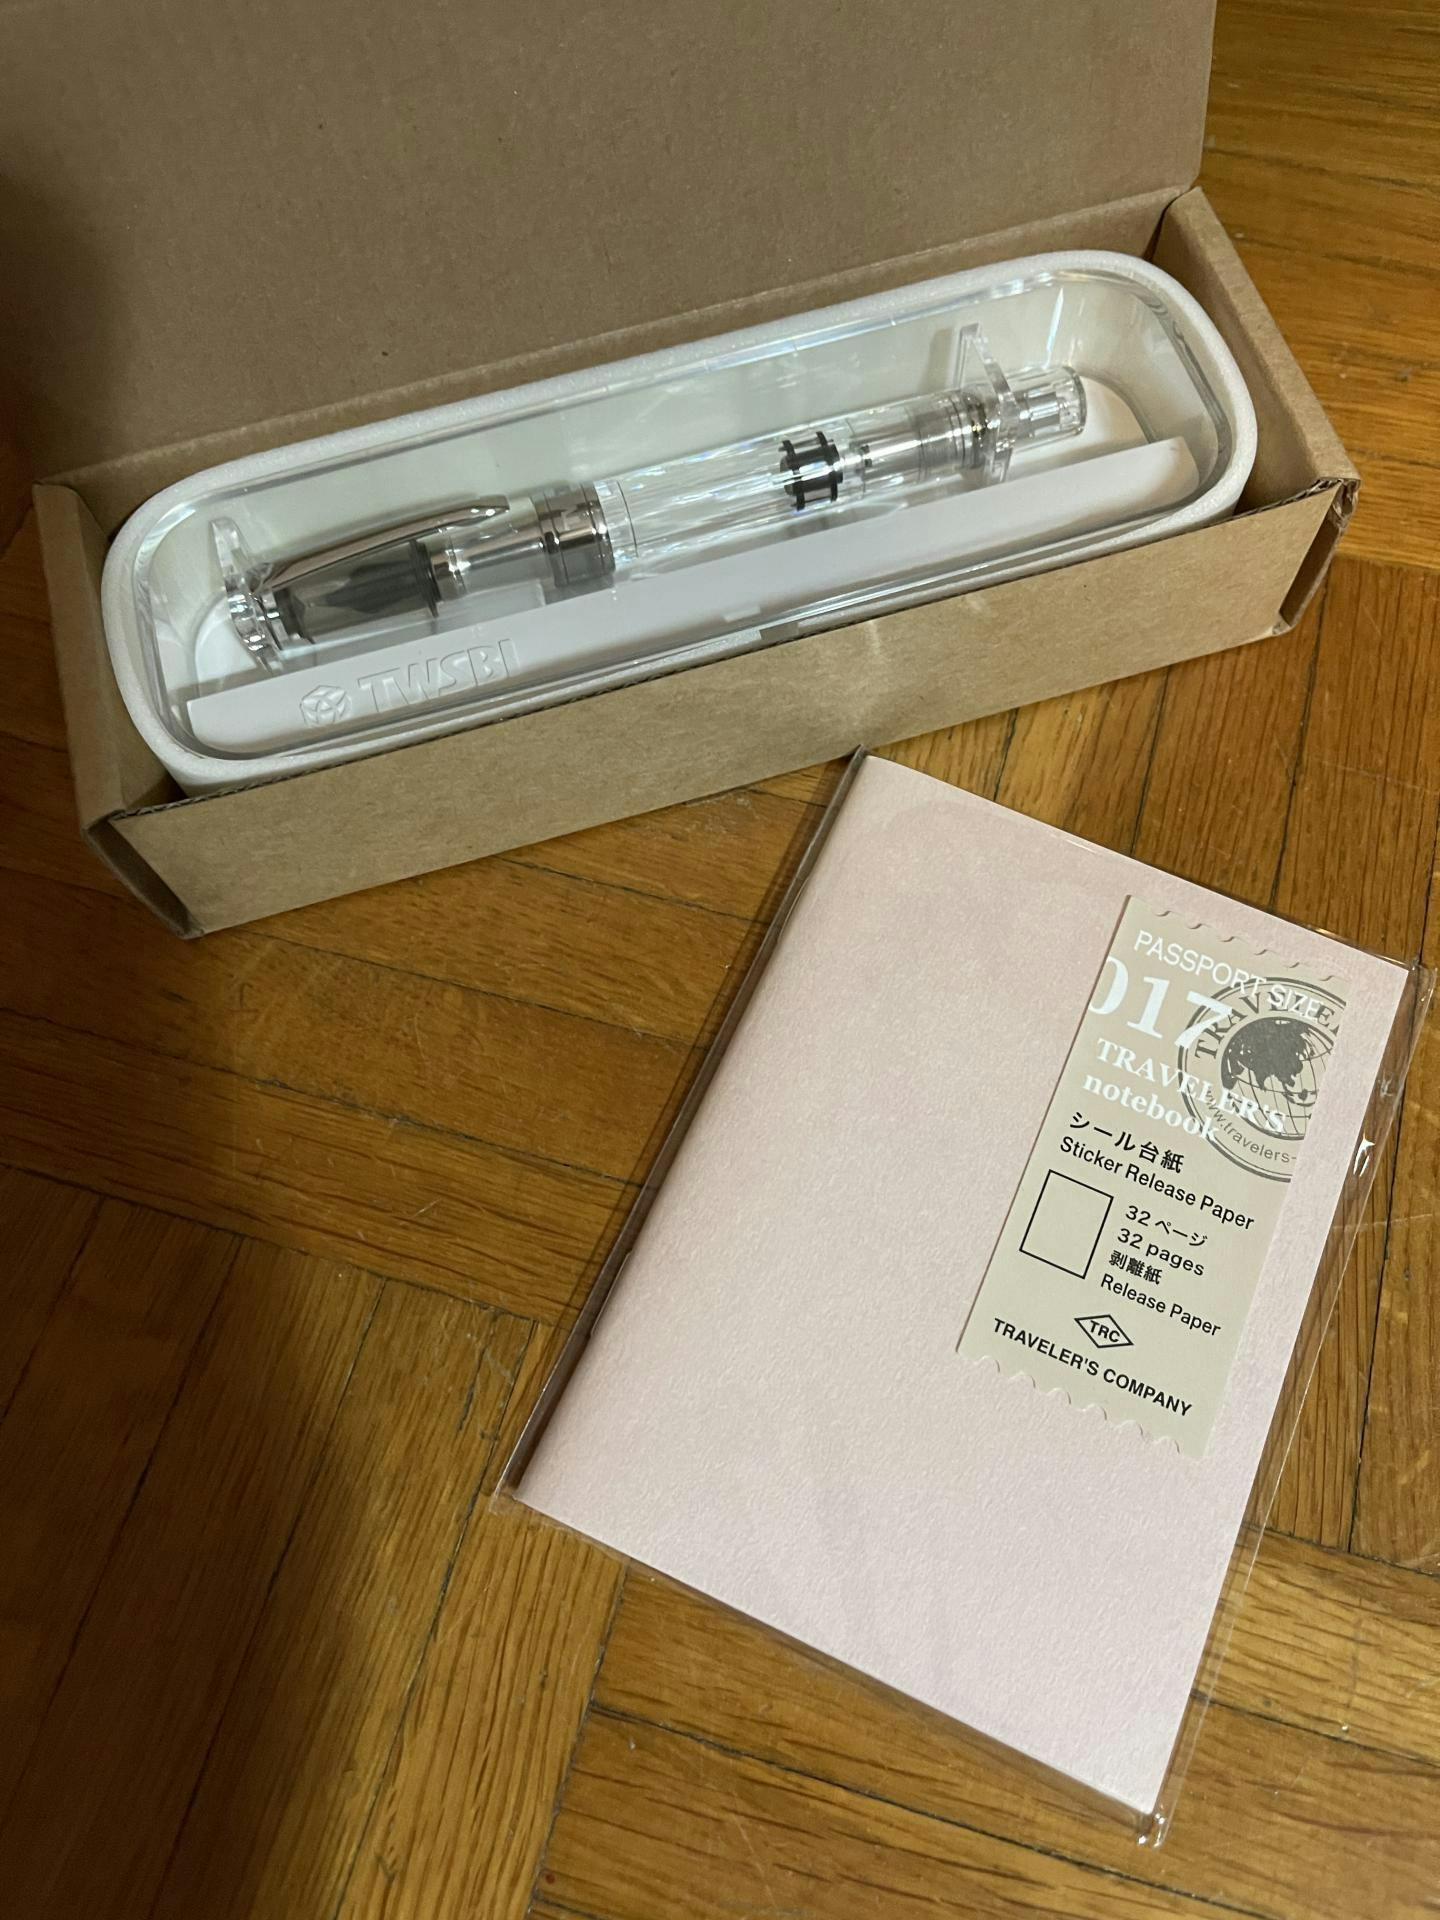 TWSBI
PASSPORT SIZE
017
TRAVELER'S
notebook
シール台紙
Sticker Release Paper
32 ページ
32 pages
剥離紙
Release Paper
TRC
TRAVELER'S COMPANY